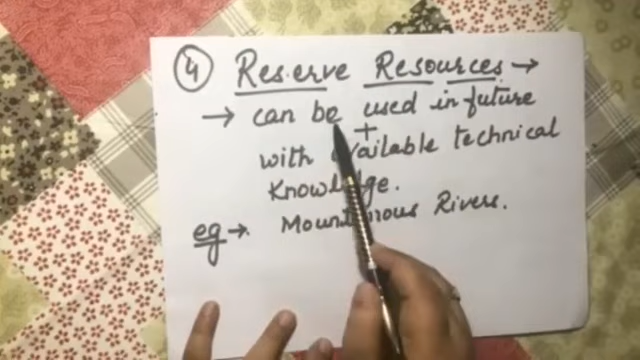 4 Reserve Resources →
→ can be used in future
+
with available technical
Knowledge.
eg →. Mountainous Rivers.